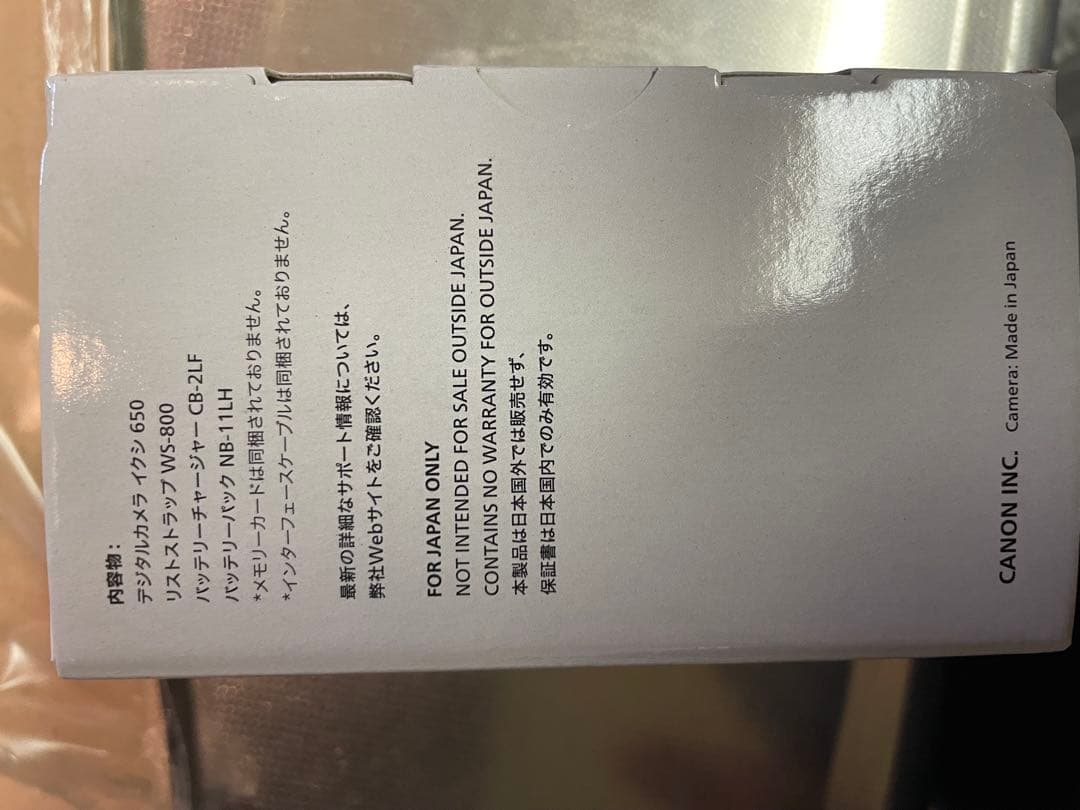 内容物：
デジタルカメラ イクシ 650
リストストラップ WS-800
バッテリーチャージャー CB-2LF
バッテリーパック NB-11LH
*メモリーカードは同梱されておりません。
*インターフェースケーブルは同梱されておりません。
最新の詳細なサポート情報については、
弊社Webサイトをご確認ください。
FOR JAPAN ONLY
NOT INTENDED FOR SALE OUTSIDE JAPAN.
CONTAINS NO WARRANTY FOR OUTSIDE JAPAN.
本製品は日本国外では販売せず、
保証書は日本国内でのみ有効です。
CANON INC. Camera: Made in Japan